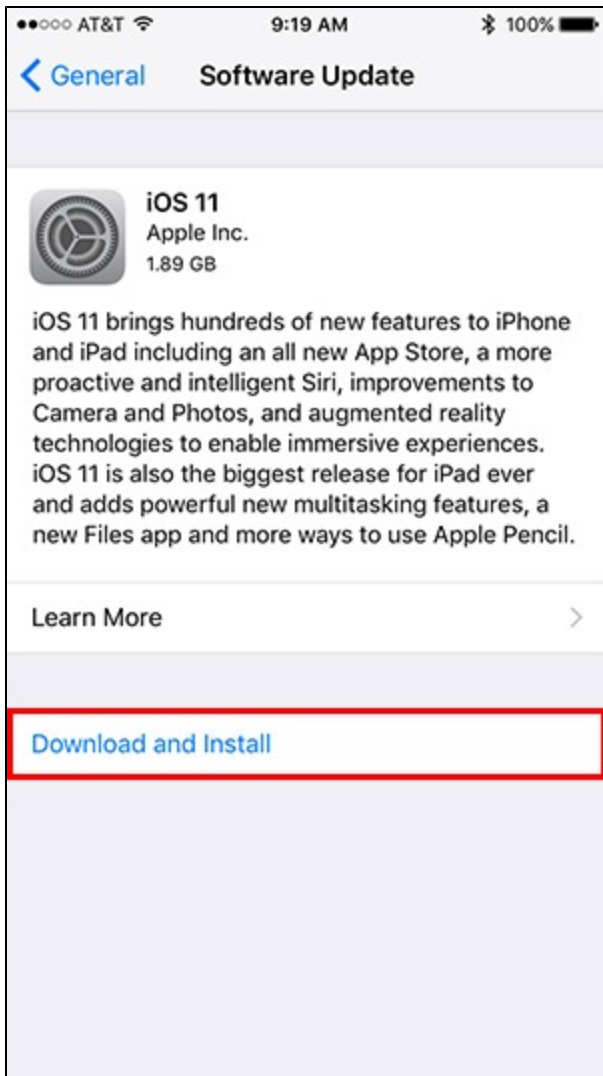 AT&T 9:19 AM 100%
General Software Update
iOS 11
Apple Inc.
1.89 GB
iOS 11 brings hundreds of new features to iPhone
and iPad including an all new App Store, a more
proactive and intelligent Siri, improvements to
Camera and Photos, and augmented reality
technologies to enable immersive experiences.
iOS 11 is also the biggest release for iPad ever
and adds powerful new multitasking features, a
new Files app and more ways to use Apple Pencil.
Learn More
Download and Install